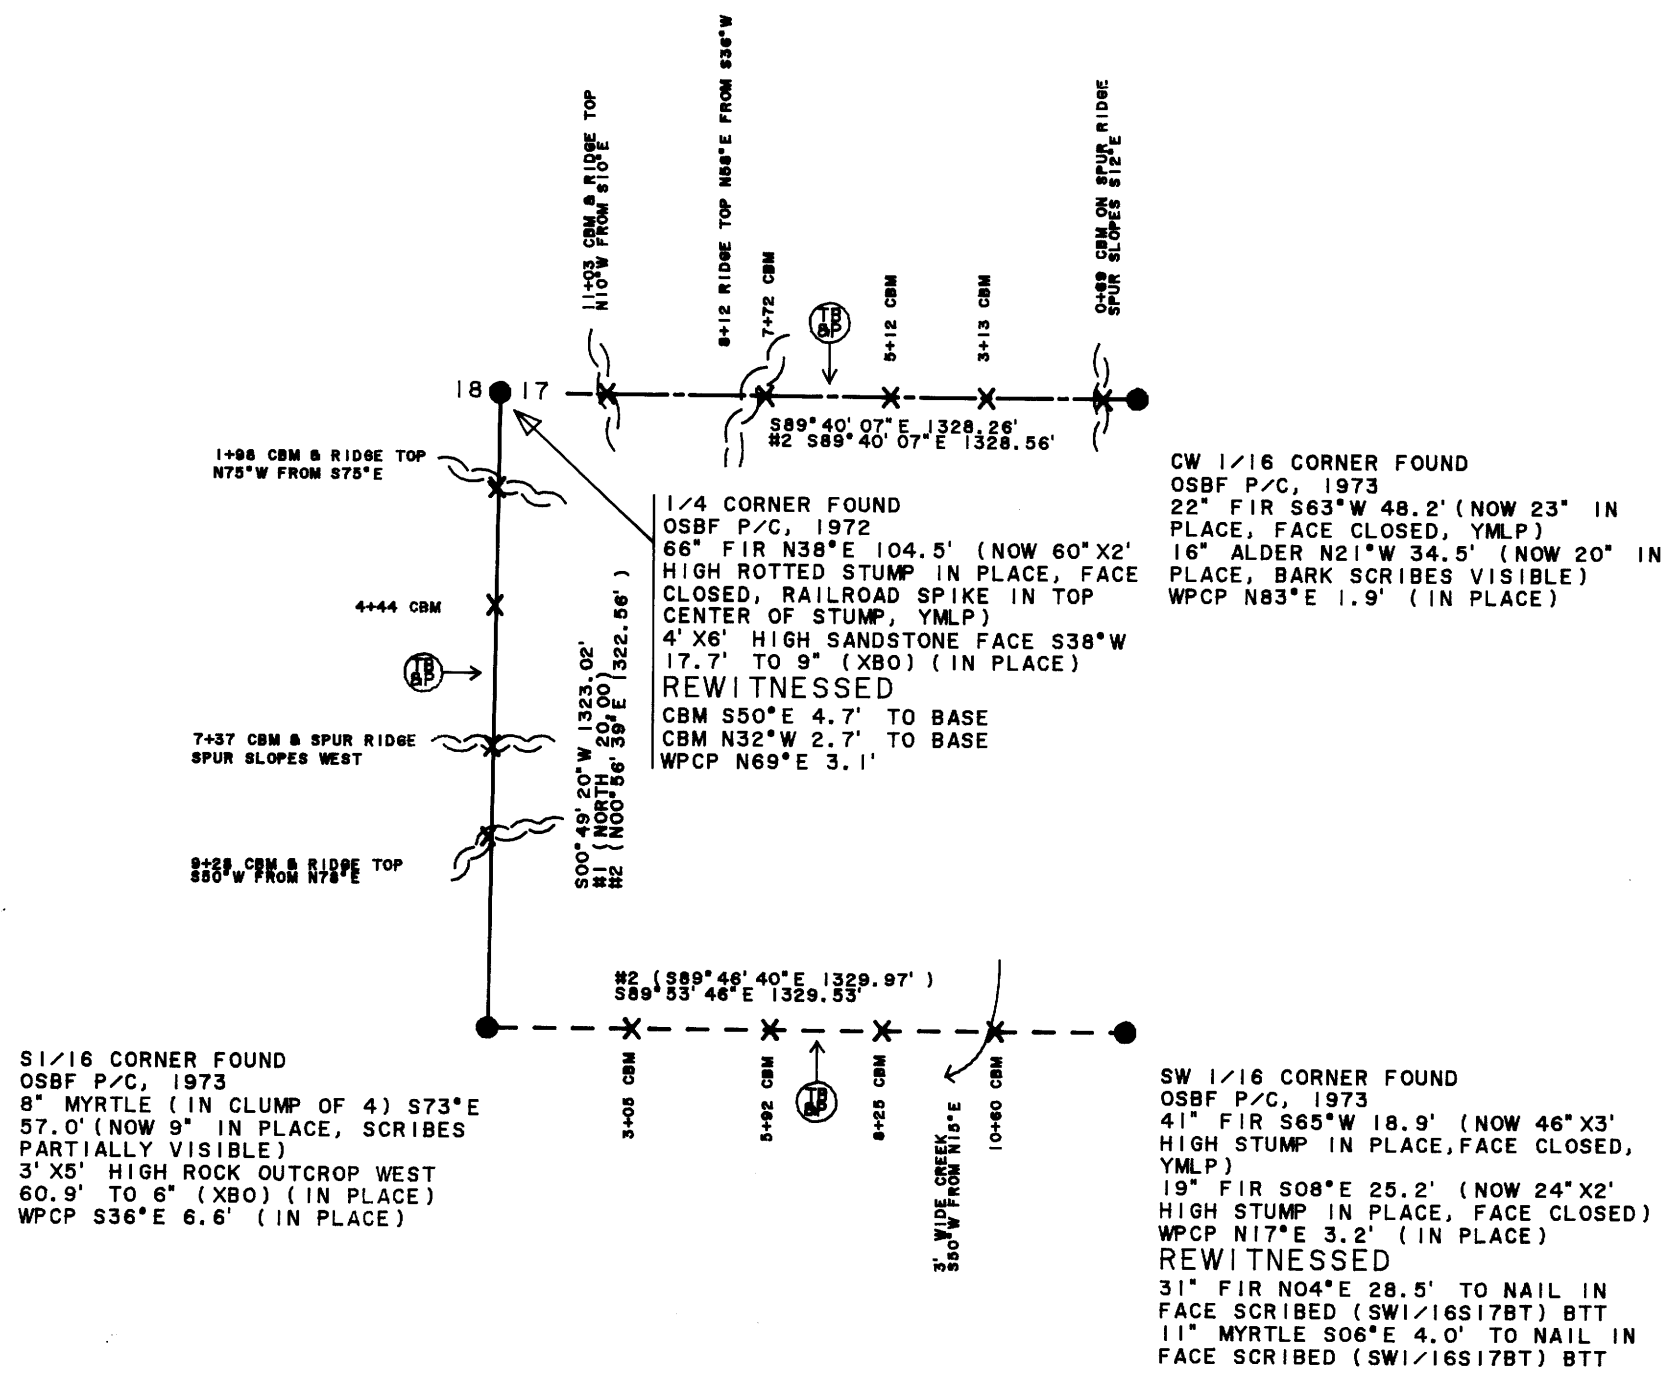 11+03 CBM & RIDGE TOP
N10°W FROM S10°E
8+12 RIDGE TOP N58°E FROM S36°W
7+72 CBM
TB
&P
5+12 CBM
3+13 CBM
0+69 CBM ON SPUR RIDGE
SPUR SLOPES S12°E
18 17
S89°40'07"E 1328.26'
#2 S89°40'07"E 1328.56'
1+98 CBM & RIDGE TOP
N75°W FROM S75°E
4+44 CBM
TB
&P
7+37 CBM & SPUR RIDGE
SPUR SLOPES WEST
9+28 CBM & RIDGE TOP
S50°W FROM N78°E
S00°49'20"W 1323.02'
#1 (NORTH 20.00)
#2 (N00°56'39"E 1322.56')
1/4 CORNER FOUND
OSBF P/C, 1972
66" FIR N38°E 104.5' (NOW 60"X2'
HIGH ROTTED STUMP IN PLACE, FACE
CLOSED, RAILROAD SPIKE IN TOP
CENTER OF STUMP, YMLP)
4'X6' HIGH SANDSTONE FACE S38°W
17.7' TO 9" (XBO) (IN PLACE)
REWITNESSED
CBM S50°E 4.7' TO BASE
CBM N32°W 2.7' TO BASE
WPCP N69°E 3.1'
CW 1/16 CORNER FOUND
OSBF P/C, 1973
22" FIR S63°W 48.2' (NOW 23" IN
PLACE, FACE CLOSED, YMLP)
16" ALDER N21°W 34.5' (NOW 20" IN
PLACE, BARK SCRIBES VISIBLE)
WPCP N83°E 1.9' (IN PLACE)
#2 (S89°46'40"E 1329.97')
S89°53'46"E 1329.53'
3+05 CBM
5+92 CBM
TB
&P
8+25 CBM
3' WIDE CREEK
S50°W FROM N15°E
10+60 CBM
S1/16 CORNER FOUND
OSBF P/C, 1973
8" MYRTLE (IN CLUMP OF 4) S73°E
57.0' (NOW 9" IN PLACE, SCRIBES
PARTIALLY VISIBLE)
3'X5' HIGH ROCK OUTCROP WEST
60.9' TO 6" (XBO) (IN PLACE)
WPCP S36°E 6.6' (IN PLACE)
SW 1/16 CORNER FOUND
OSBF P/C, 1973
41" FIR S65°W 18.9' (NOW 46"X3'
HIGH STUMP IN PLACE, FACE CLOSED,
YMLP)
19" FIR S08°E 25.2' (NOW 24"X2'
HIGH STUMP IN PLACE, FACE CLOSED)
WPCP N17°E 3.2' (IN PLACE)
REWITNESSED
31" FIR N04°E 28.5' TO NAIL IN
FACE SCRIBED (SW1/16S17BT) BTT
11" MYRTLE S06°E 4.0' TO NAIL IN
FACE SCRIBED (SW1/16S17BT) BTT